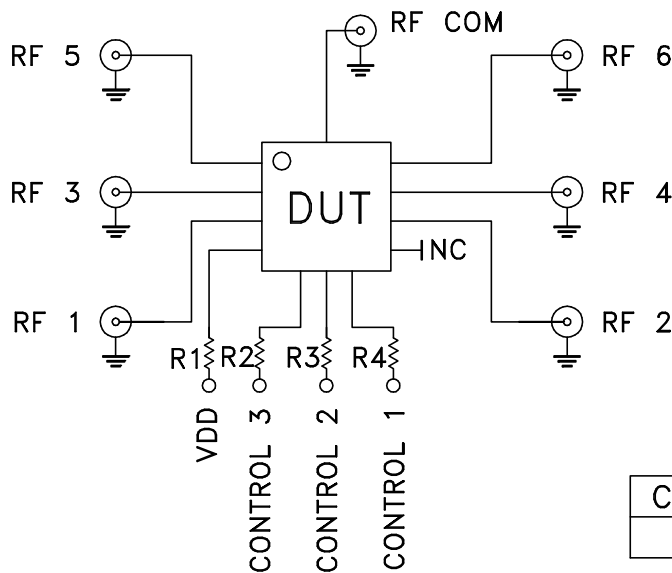 RF COM
RF 5
RF 6
RF 3
DUT
RF 4
NC
RF 1
RF 2
R1
R2
R3
R4
VDD
CONTROL 3
CONTROL 2
CONTROL 1
C